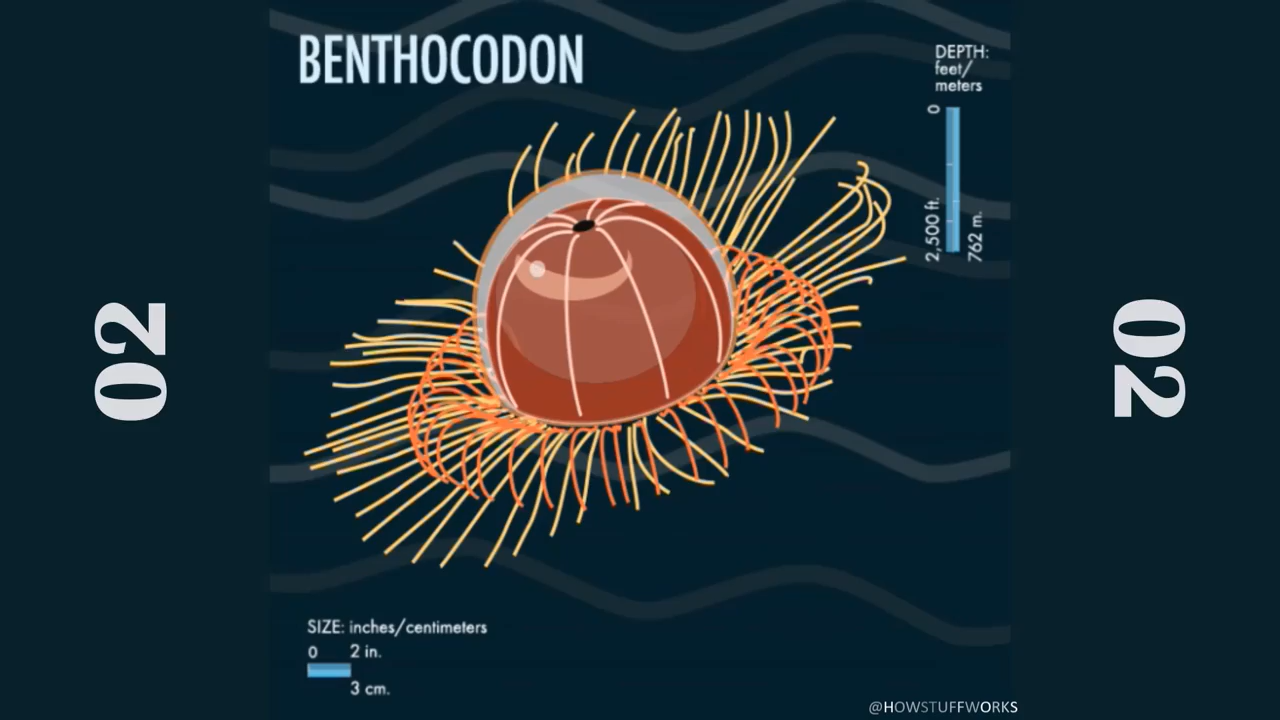 BENTHOCODON
DEPTH:
feet/
meters
0
2,500 ft.
762 m.
02
02
SIZE: inches/centimeters
0 2 in.
3 cm.
@HOWSTUFFWORKS